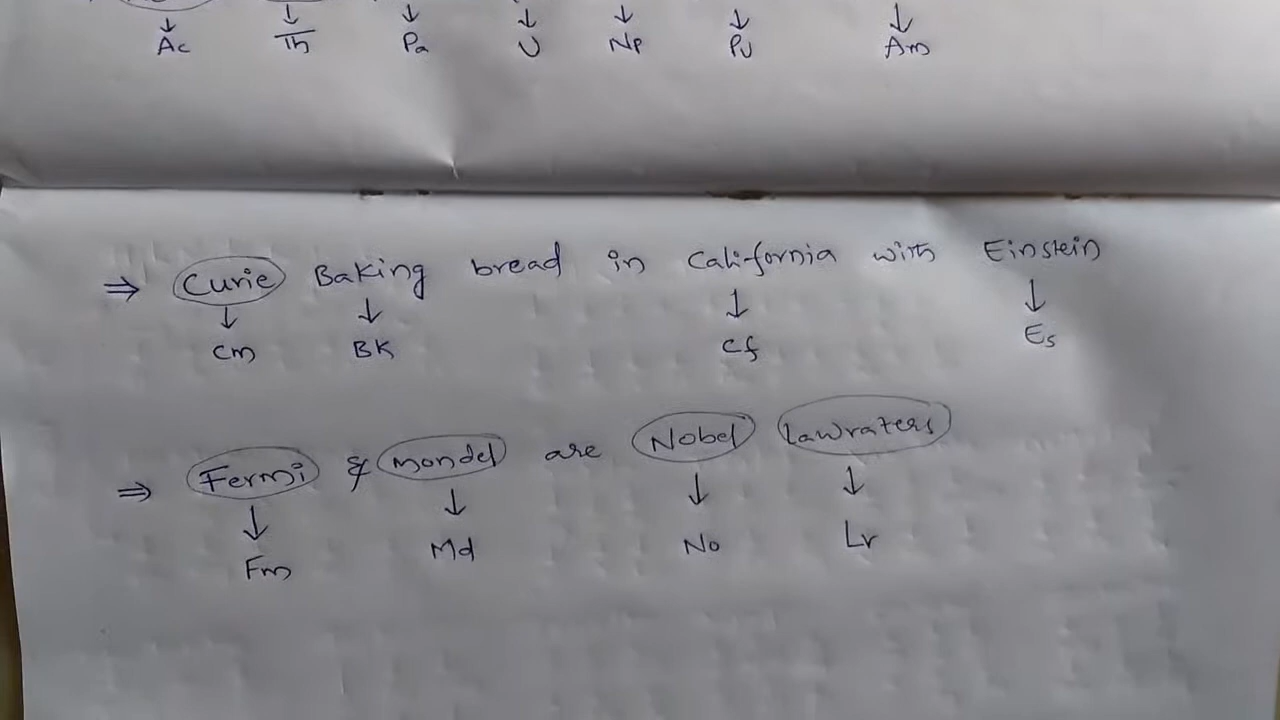 Ac Th Pa U Np Pu Am
⇒ Curie Baking bread in California with Einstein
Cm BK Cf Es
⇒ Fermi & mondel are Nobel Lawraters
Fm Md No Lr